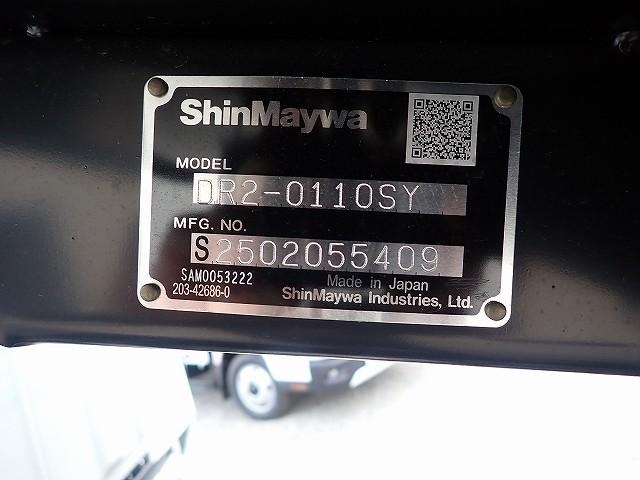 ShinMaywa
MODEL
DR2-0110SY
MFG. NO.
S2502055409
SAM0053222
Made in Japan
203-42686-0
ShinMaywa Industries, Ltd.